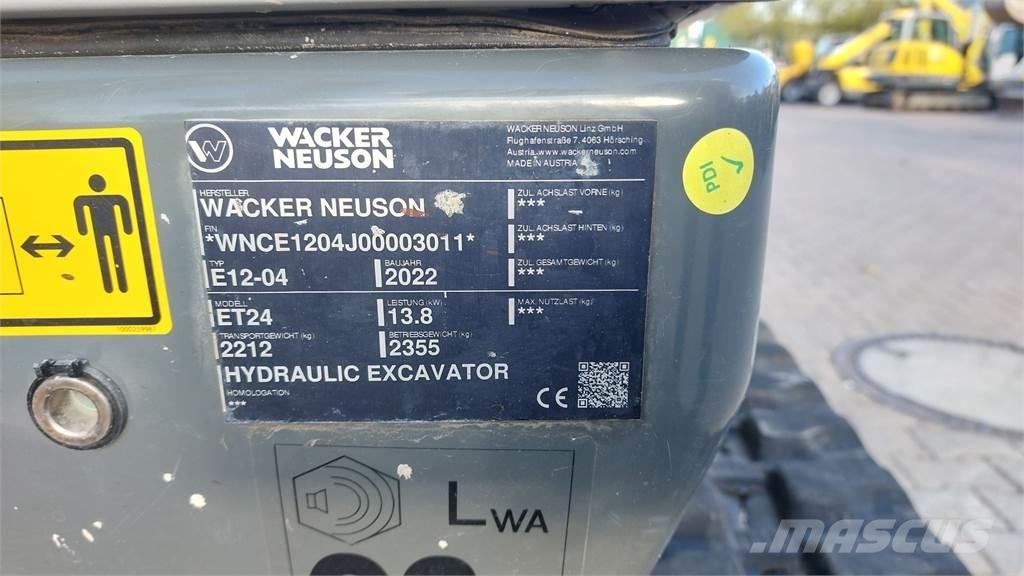 WACKER
NEUSON
WACKER NEUSON Linz GmbH
Flughafenstraße 7, 4063 Hörsching
Austria, www.wackerneuson.com
MADE IN AUSTRIA
HERSTELLER
WACKER NEUSON
FIN
*WNCE1204J00003011*
TYP
E12-04
BAUJAHR
2022
MODELL
ET24
LEISTUNG (kW)
13.8
TRANSPORTGEWICHT (kg)
2212
BETRIEBSGEWICHT (kg)
2355
HYDRAULIC EXCAVATOR
HOMOLOGATION
***
ZUL. ACHSLAST VORNE (kg)
***
ZUL. ACHSLAST HINTEN (kg)
***
ZUL. GESAMTGEWICHT (kg)
***
MAX. NUTZLAST (kg)
***
CE
PDI
LWA
MASCUS